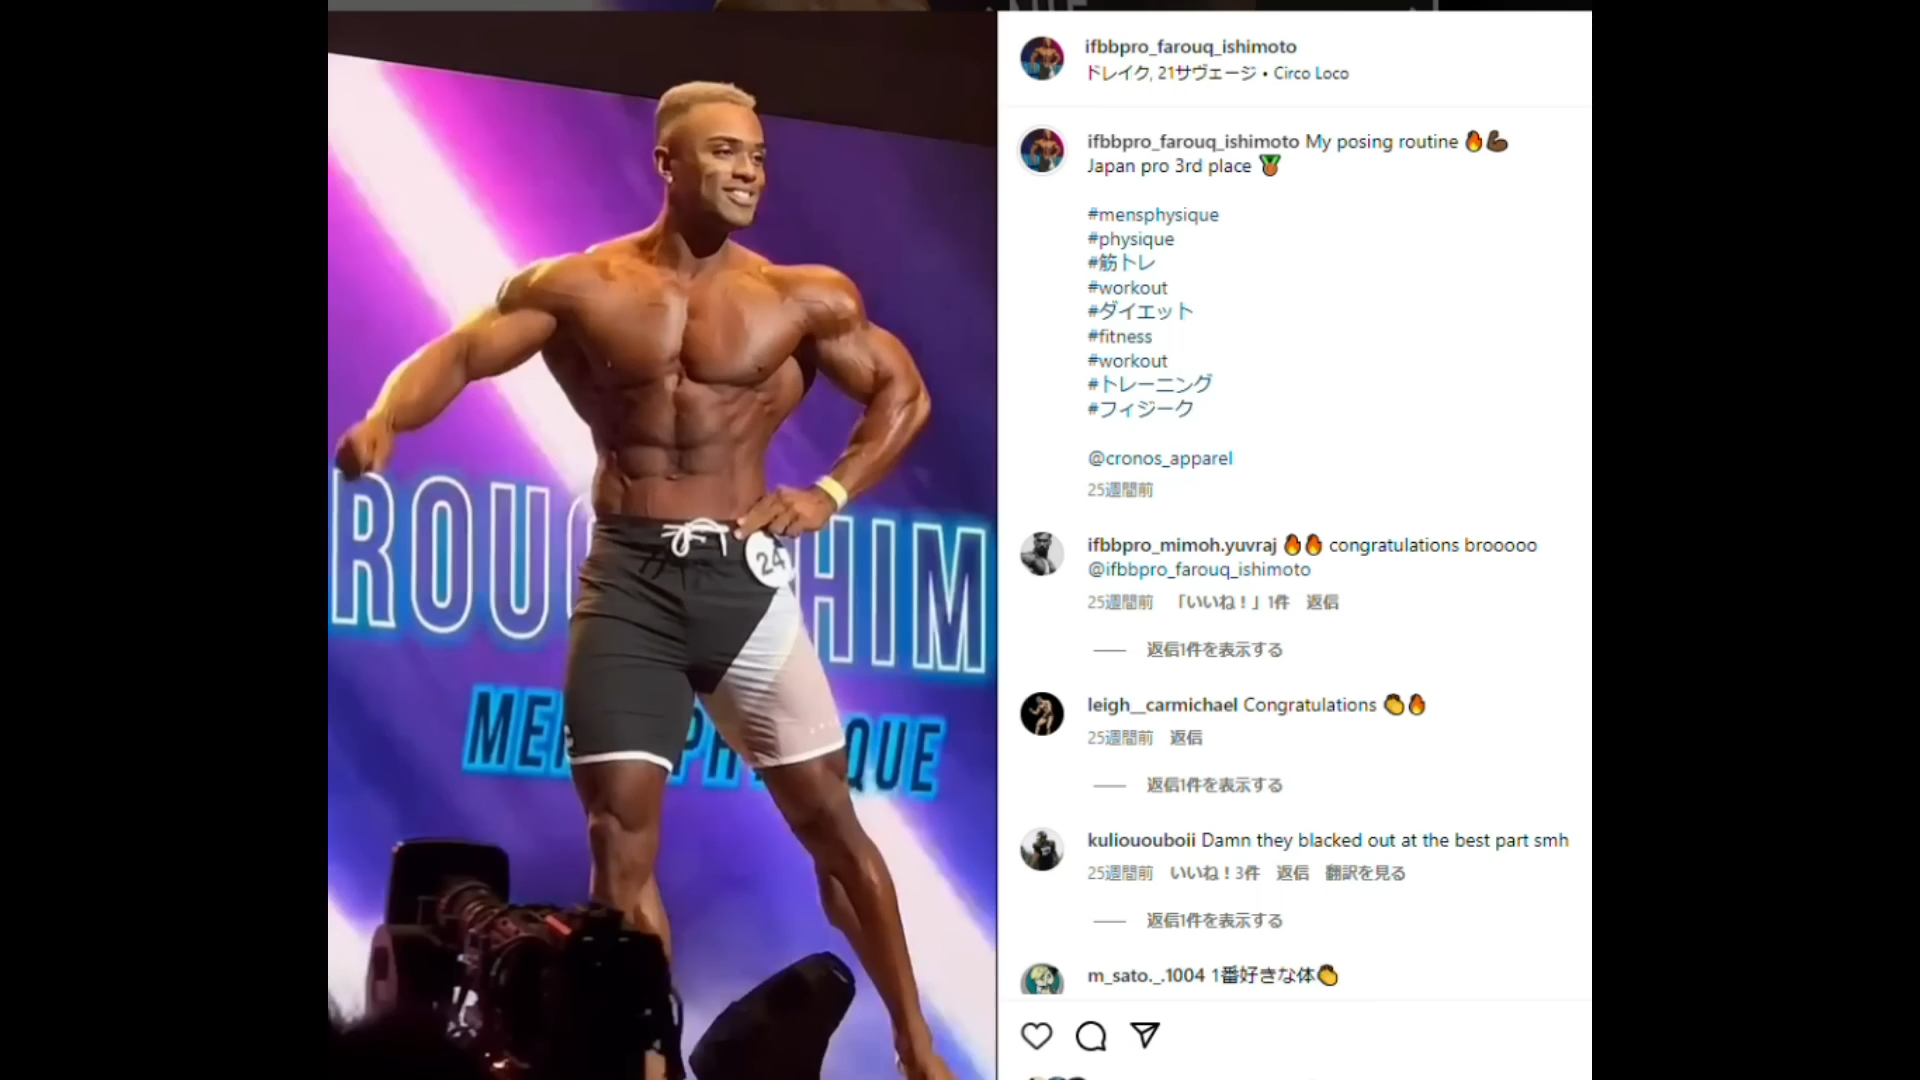 ifbbpro_farouq_ishimoto
ドレイク, 21サヴェージ • Circo Loco
ifbbpro_farouq_ishimoto My posing routine 🔥💪🏿
Japan pro 3rd place 🥉
#mensphysique
#physique
#筋トレ
#workout
#ダイエット
#fitness
#workout
#トレーニング
#フィジーク
@cronos_apparel
25週間前
ifbbpro_mimoh.yuvraj 🔥🔥 congratulations brooooo
@ifbbpro_farouq_ishimoto
25週間前 「いいね！」1件 返信
返信1件を表示する
leigh__carmichael Congratulations 👏🔥
25週間前 返信
返信1件を表示する
kuliououboii Damn they blacked out at the best part smh
25週間前 いいね！3件 返信 翻訳を見る
返信1件を表示する
m_sato._.1004 1番好きな体👏
24